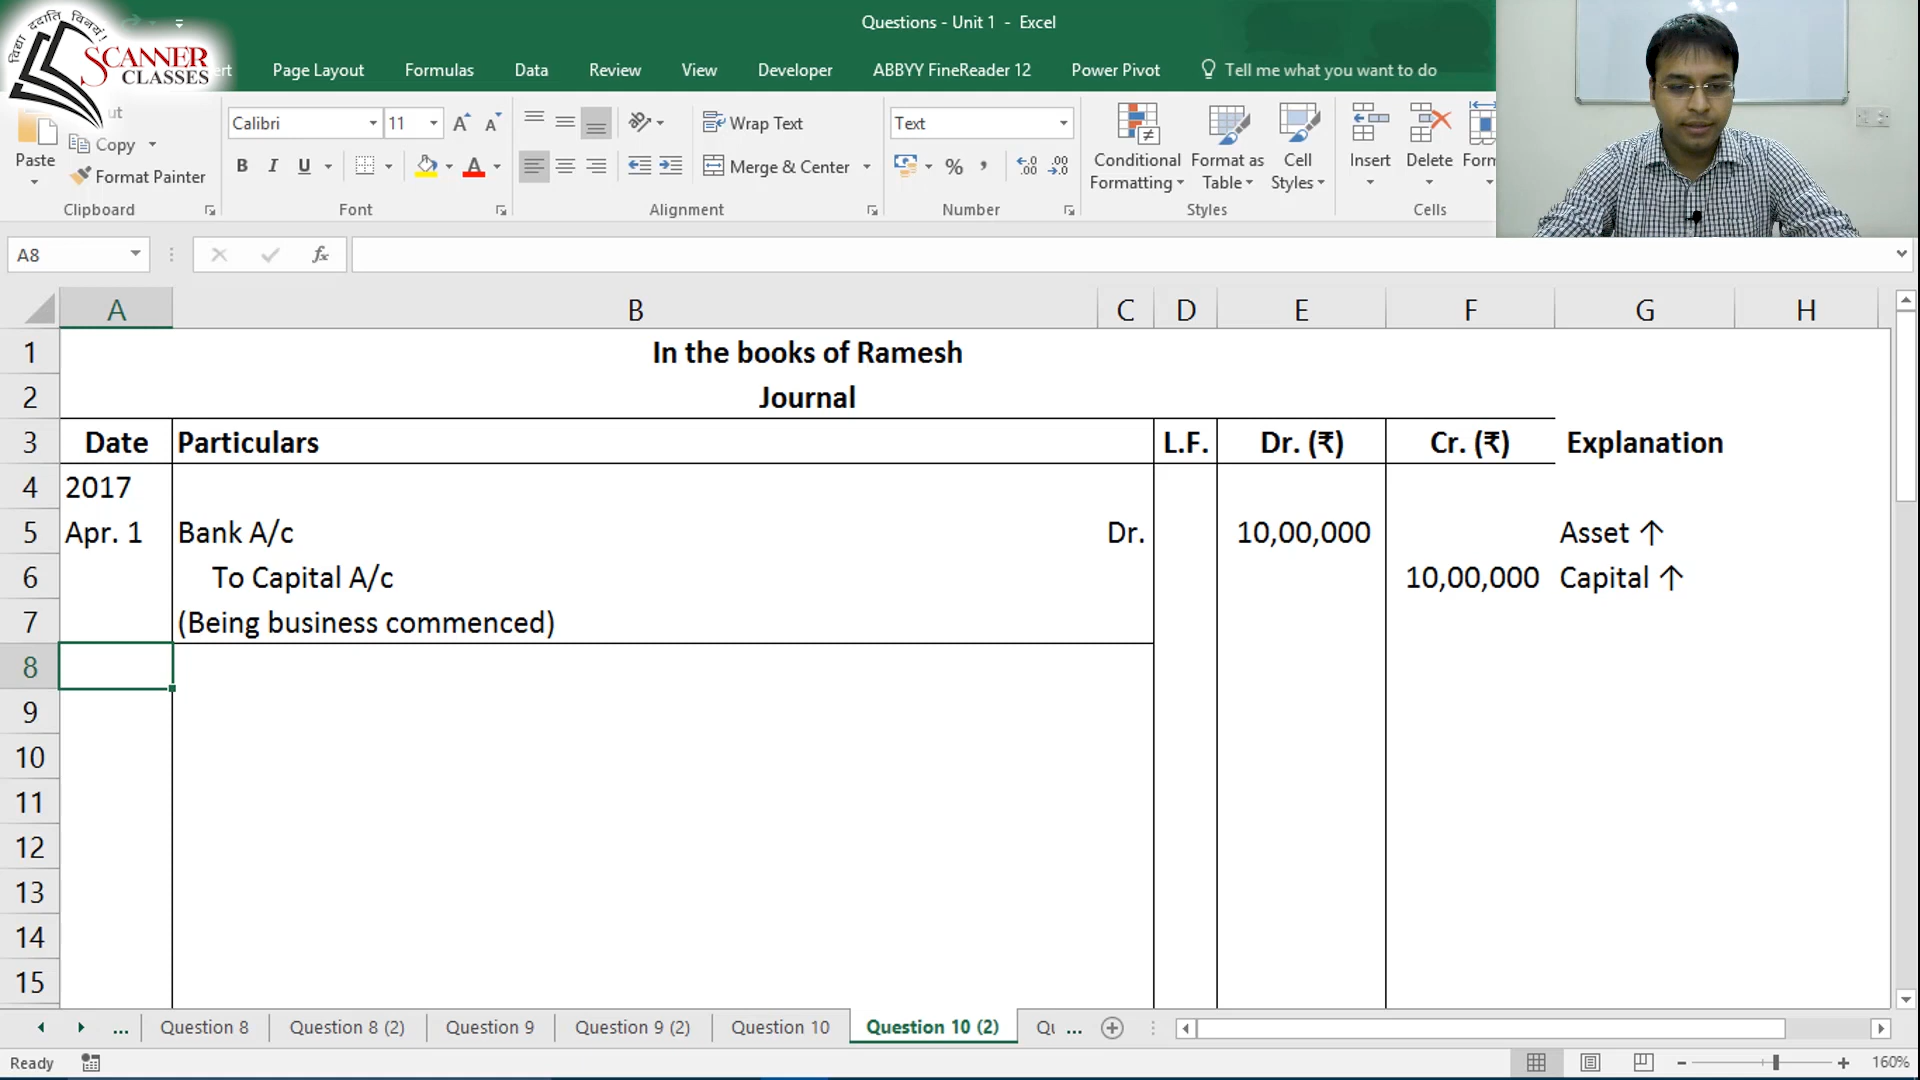 विद्या ददाति विनयं!
SCANNER
CLASSES
Questions - Unit 1 - Excel
Page Layout
Formulas
Data
Review
View
Developer
ABBYY FineReader 12
Power Pivot
Tell me what you want to do
Paste
Copy
Format Painter
Clipboard
Calibri
11
B I U
Font
Wrap Text
Merge & Center
Alignment
Text
%
Number
Conditional
Formatting
Format as
Table
Cell
Styles
Styles
Insert
Delete
Form
Cells
A8
fx
A B C D E F G H
1 In the books of Ramesh
2 Journal
3 Date Particulars L.F. Dr. (₹) Cr. (₹) Explanation
4 2017
5 Apr. 1 Bank A/c Dr. 10,00,000 Asset ↑
6 To Capital A/c 10,00,000 Capital ↑
7 (Being business commenced)
8
9
10
11
12
13
14
15
... Question 8 Question 8 (2) Question 9 Question 9 (2) Question 10 Question 10 (2) Qu ...
Ready
160%